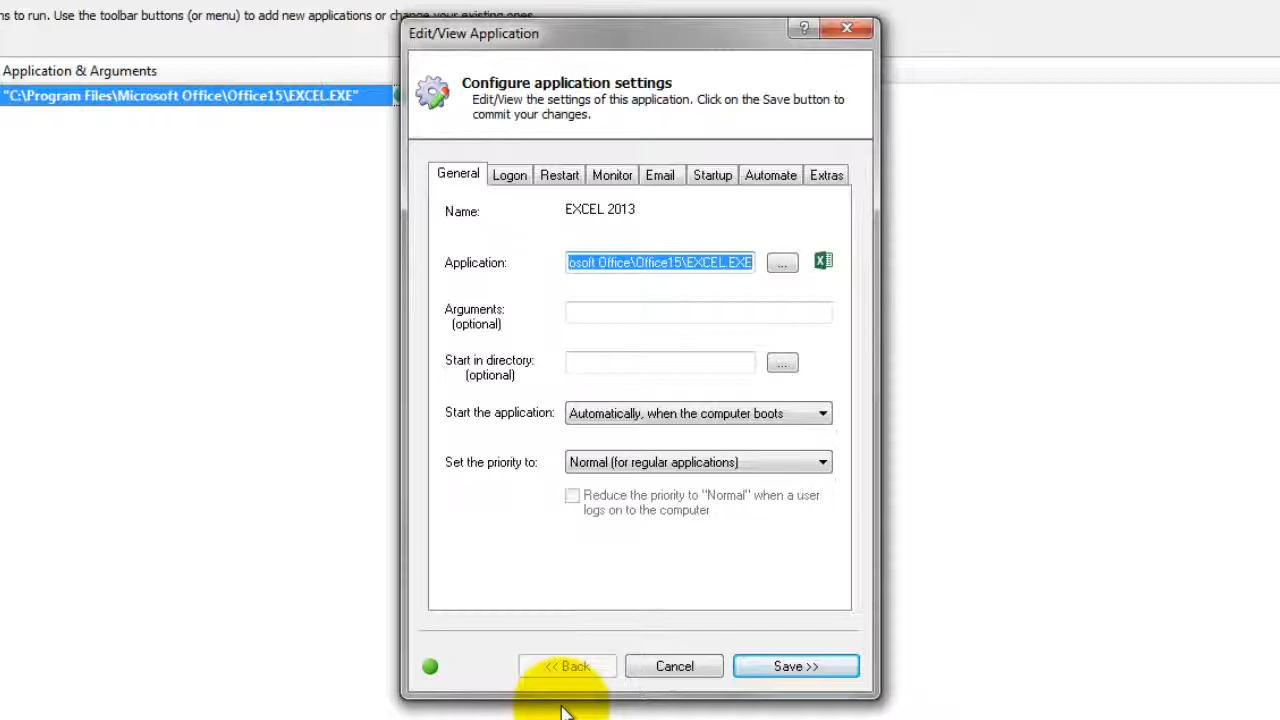 ns to run. Use the toolbar buttons (or menu) to add new applications or change your existing ones.
Edit/View Application
Application & Arguments
"C:\Program Files\Microsoft Office\Office15\EXCEL.EXE"
Configure application settings
Edit/View the settings of this application. Click on the Save button to
commit your changes.
General Logon Restart Monitor Email Startup Automate Extras
Name: EXCEL 2013
Application: osoft Office\Office15\EXCEL.EXE ...
Arguments:
(optional)
Start in directory: ...
(optional)
Start the application: Automatically, when the computer boots
Set the priority to: Normal (for regular applications)
Reduce the priority to "Normal" when a user
logs on to the computer
<< Back Cancel Save >>